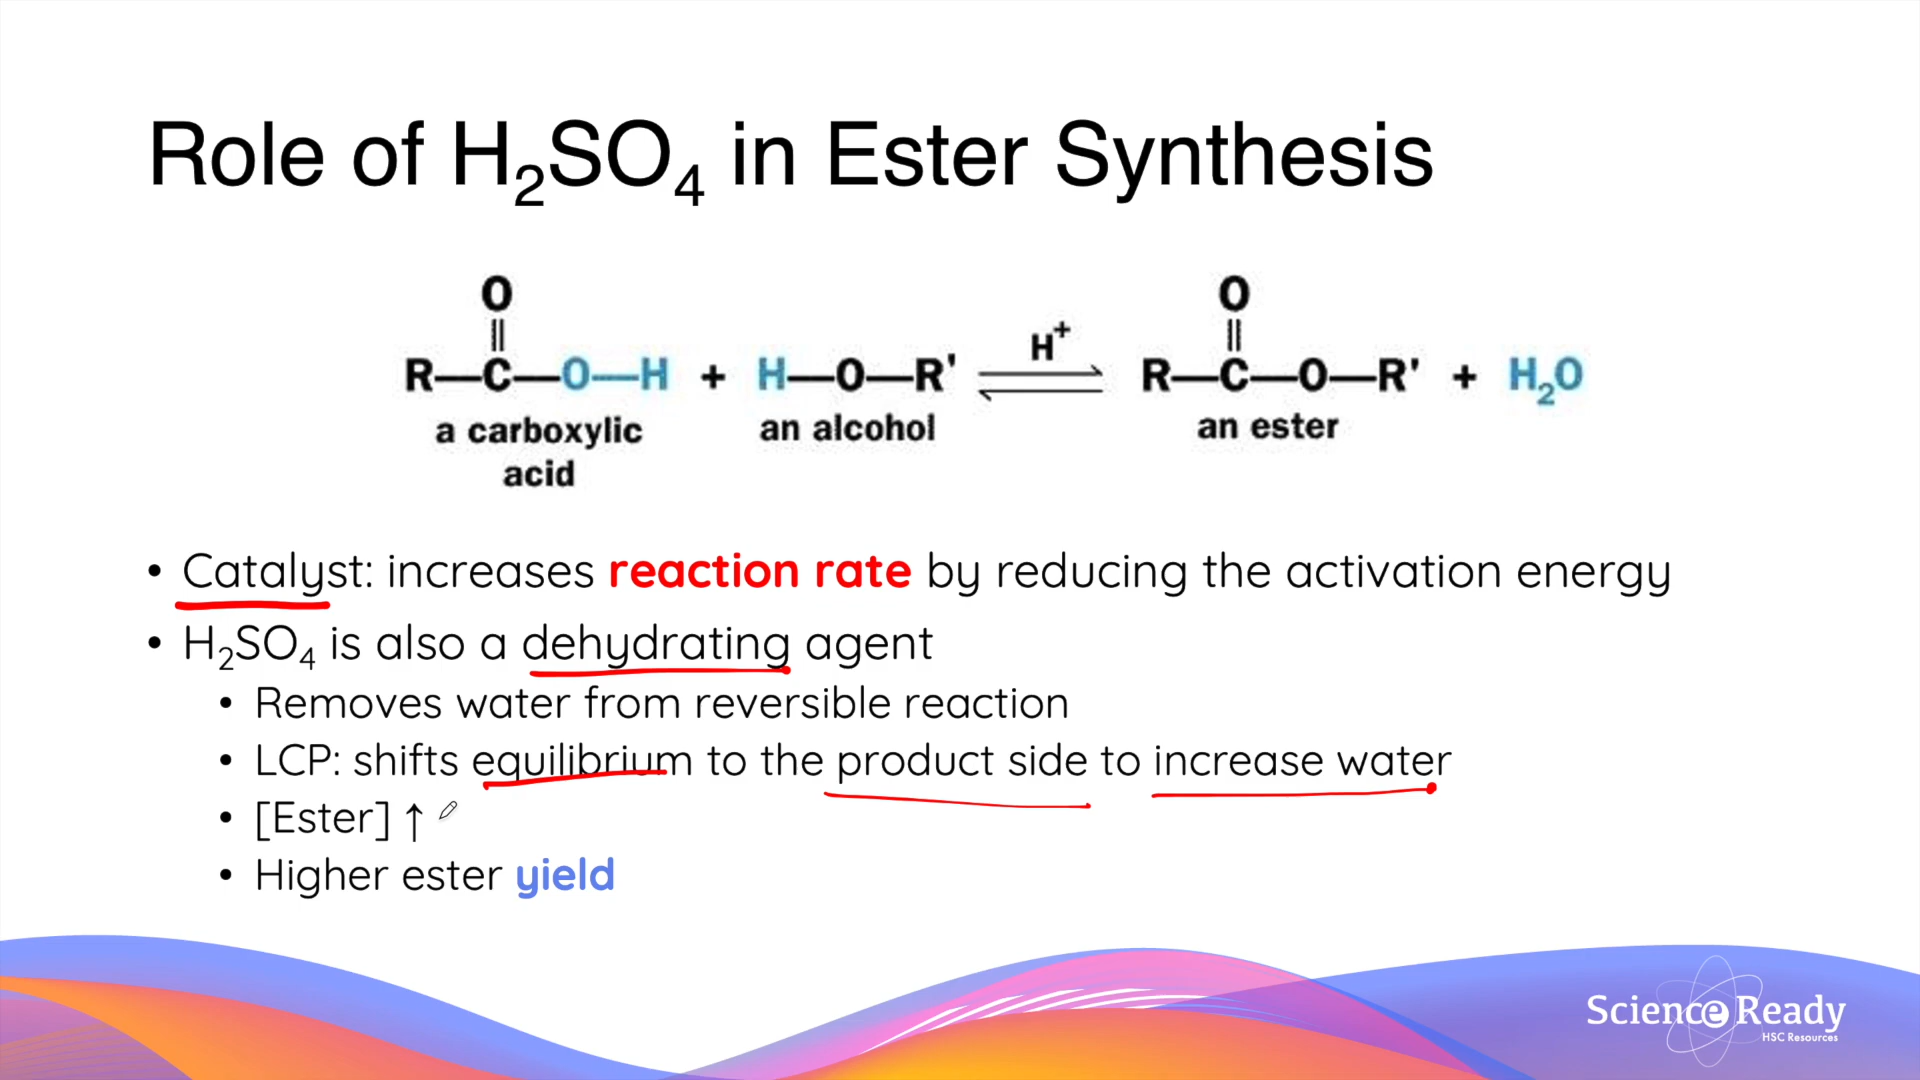 Role of H₂SO₄ in Ester Synthesis
O O
‖ ‖
R—C—O—H + H—O—R' ⇌ H⁺ R—C—O—R' + H₂O
a carboxylic acid an alcohol an ester
• Catalyst: increases reaction rate by reducing the activation energy
• H₂SO₄ is also a dehydrating agent
• Removes water from reversible reaction
• LCP: shifts equilibrium to the product side to increase water
• [Ester] ↑
• Higher ester yield
Science Ready
HSC Resources